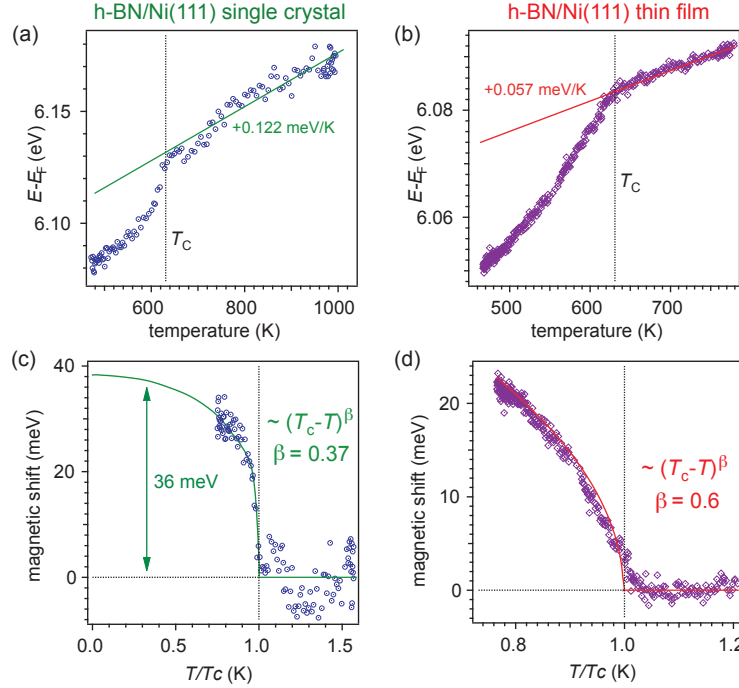 h-BN/Ni(111) single crystal
h-BN/Ni(111) thin film
(a)
6.15
6.10
E-EF (eV)
+0.122 meV/K
TC
600
800
1000
temperature (K)
(b)
6.08
6.06
E-EF (eV)
+0.057 meV/K
TC
500
600
700
temperature (K)
(c)
40
20
0
magnetic shift (meV)
36 meV
~ (Tc-T)β
β = 0.37
0.0
0.5
1.0
1.5
T/Tc (K)
(d)
20
10
0
magnetic shift (meV)
~ (Tc-T)β
β = 0.6
0.8
1.0
1.2
T/Tc (K)